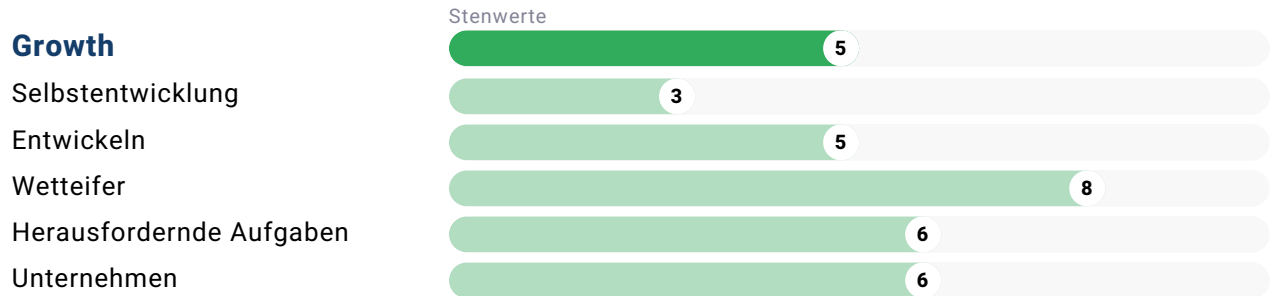 Stenwerte
Growth 5
Selbstentwicklung 3
Entwickeln 5
Wetteifer 8
Herausfordernde Aufgaben 6
Unternehmen 6